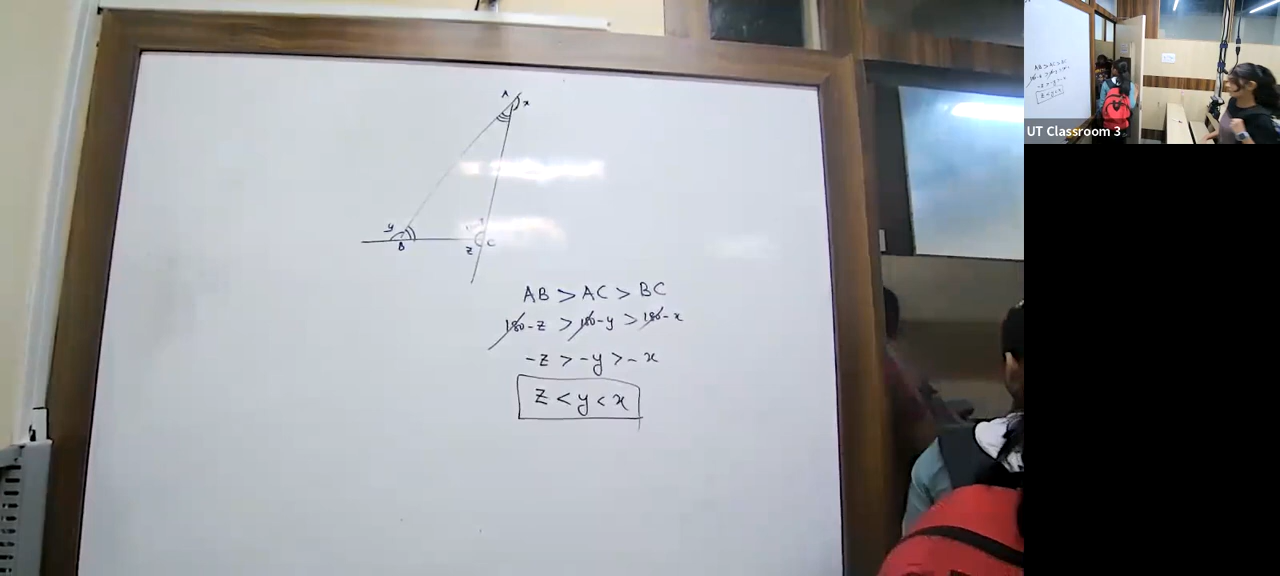 A x
y B z C
AB > AC > BC
180-z > 180-y > 180-x
-z > -y > -x
z < y < x
UT Classroom 3